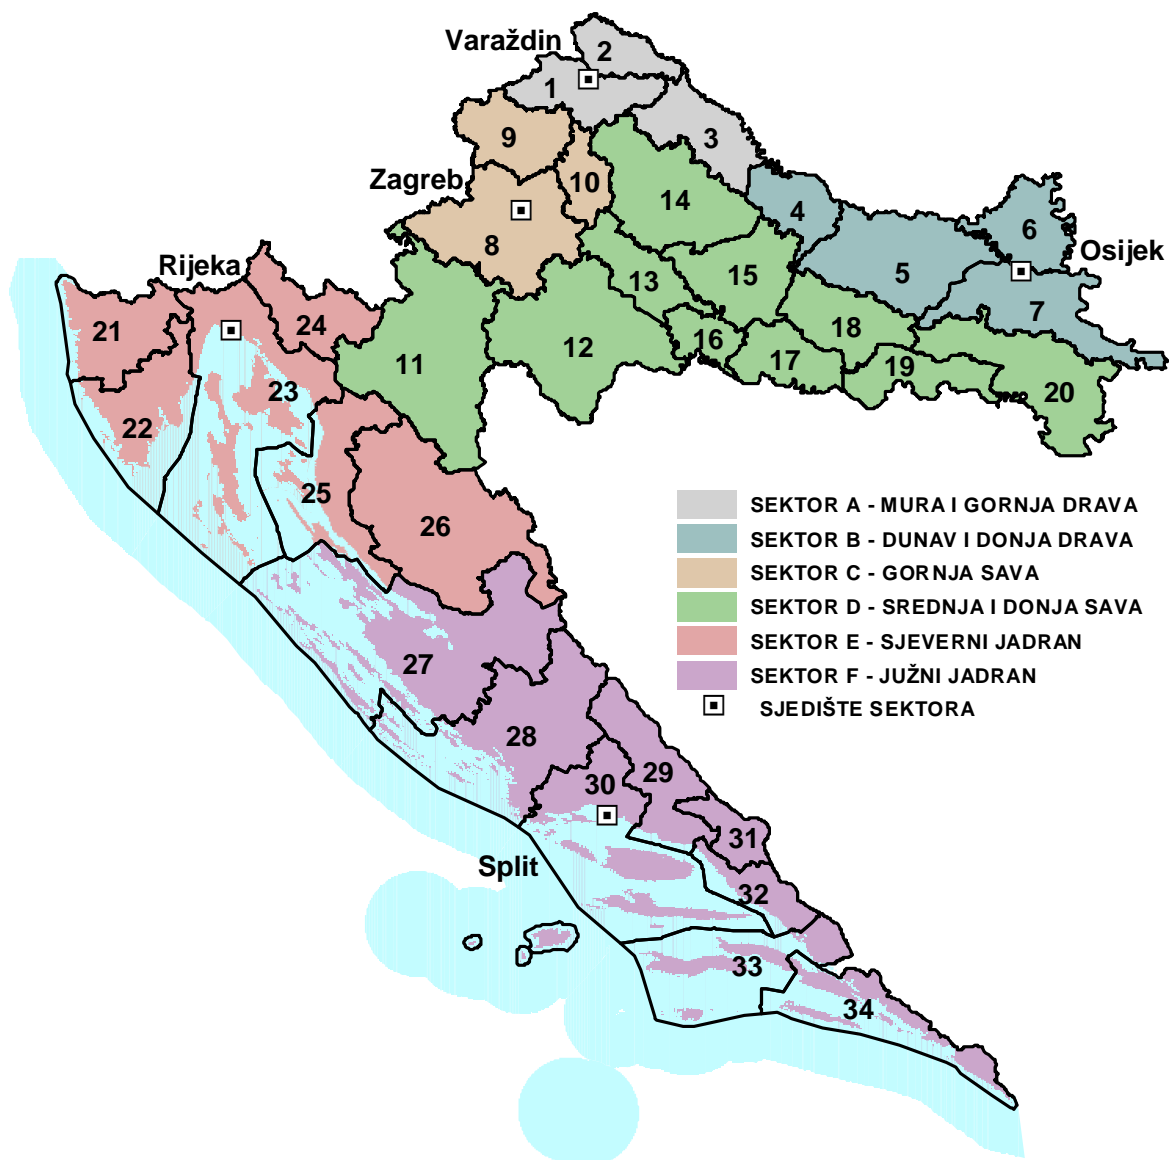 Varaždin
2
1
3
9
Zagreb
10
14
4
6
8
Osijek
Rijeka
13
15
5
7
21
24
12
16
18
11
17
19
23
20
22
25
26
SEKTOR A - MURA I GORNJA DRAVA
SEKTOR B - DUNAV I DONJA DRAVA
SEKTOR C - GORNJA SAVA
SEKTOR D - SREDNJA I DONJA SAVA
SEKTOR E - SJEVERNI JADRAN
SEKTOR F - JUŽNI JADRAN
SJEDIŠTE SEKTORA
27
28
29
30
31
Split
32
33
34